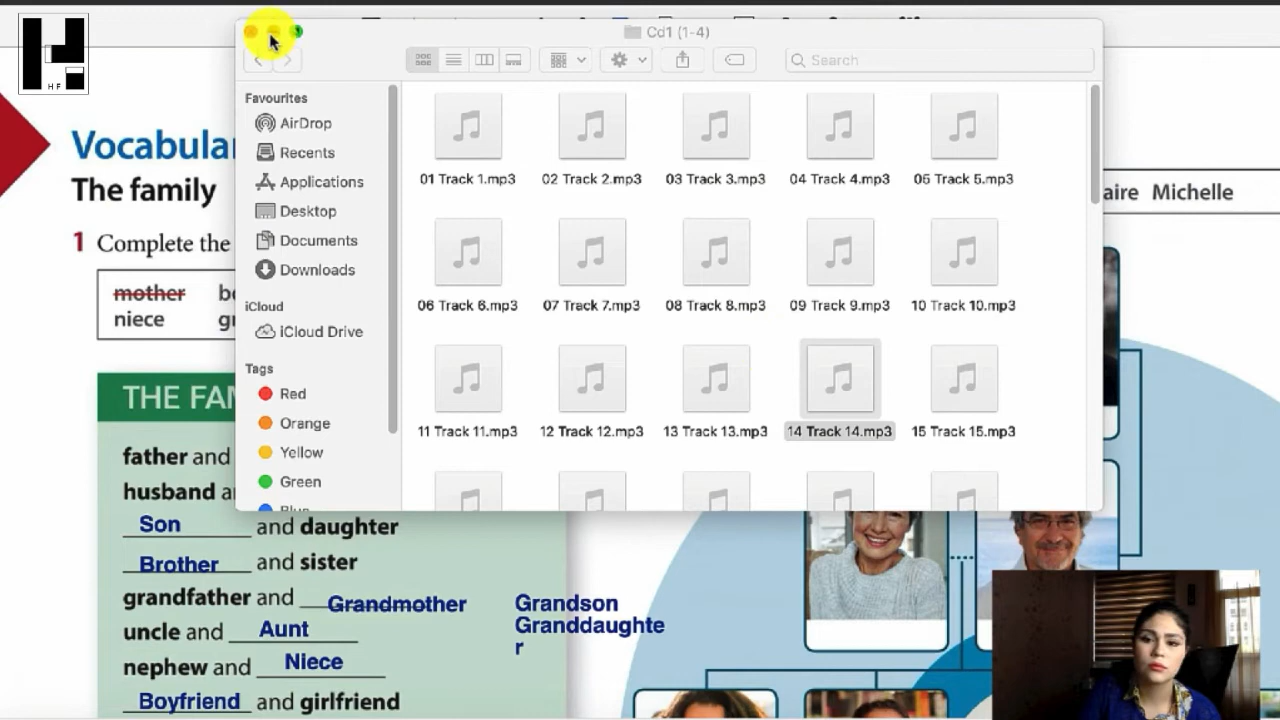 HF
Cd1 (1-4)
Search
Favourites
AirDrop
Recents
Applications
Desktop
Documents
Downloads
iCloud
iCloud Drive
Tags
Red
Orange
Yellow
Green
01 Track 1.mp3
02 Track 2.mp3
03 Track 3.mp3
04 Track 4.mp3
05 Track 5.mp3
06 Track 6.mp3
07 Track 7.mp3
08 Track 8.mp3
09 Track 9.mp3
10 Track 10.mp3
11 Track 11.mp3
12 Track 12.mp3
13 Track 13.mp3
14 Track 14.mp3
15 Track 15.mp3
The family
Michelle
1 Complete the
mother
niece
father and
husband
Son and daughter
Brother and sister
grandfather and Grandmother
Grandson
Granddaughte
r
uncle and Aunt
nephew and Niece
Boyfriend and girlfriend